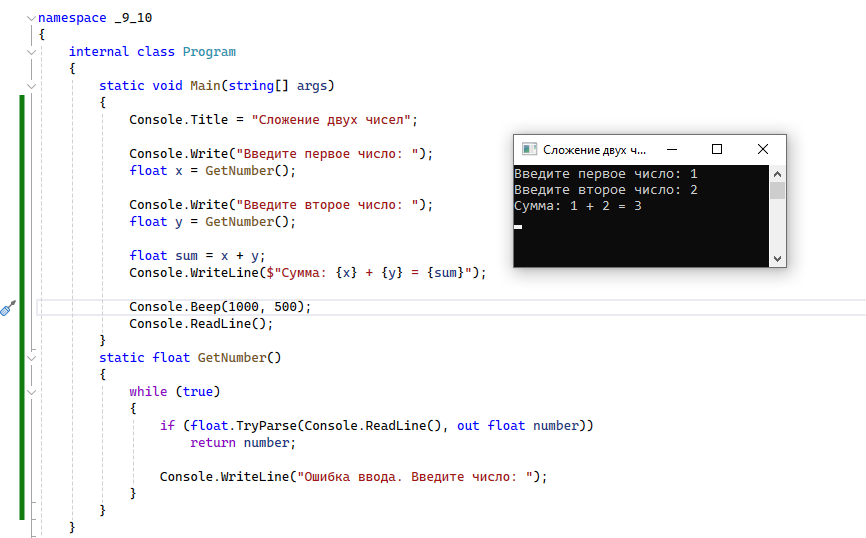 namespace _9_10
{
internal class Program
{
static void Main(string[] args)
{
Console.Title = "Сложение двух чисел";
Console.Write("Введите первое число: ");
float x = GetNumber();
Console.Write("Введите второе число: ");
float y = GetNumber();
float sum = x + y;
Console.WriteLine($"Сумма: {x} + {y} = {sum}");
Console.Beep(1000, 500);
Console.ReadLine();
}
static float GetNumber()
{
while (true)
{
if (float.TryParse(Console.ReadLine(), out float number))
return number;
Console.WriteLine("Ошибка ввода. Введите число: ");
}
}
}
Сложение двух ч...
Введите первое число: 1
Введите второе число: 2
Сумма: 1 + 2 = 3